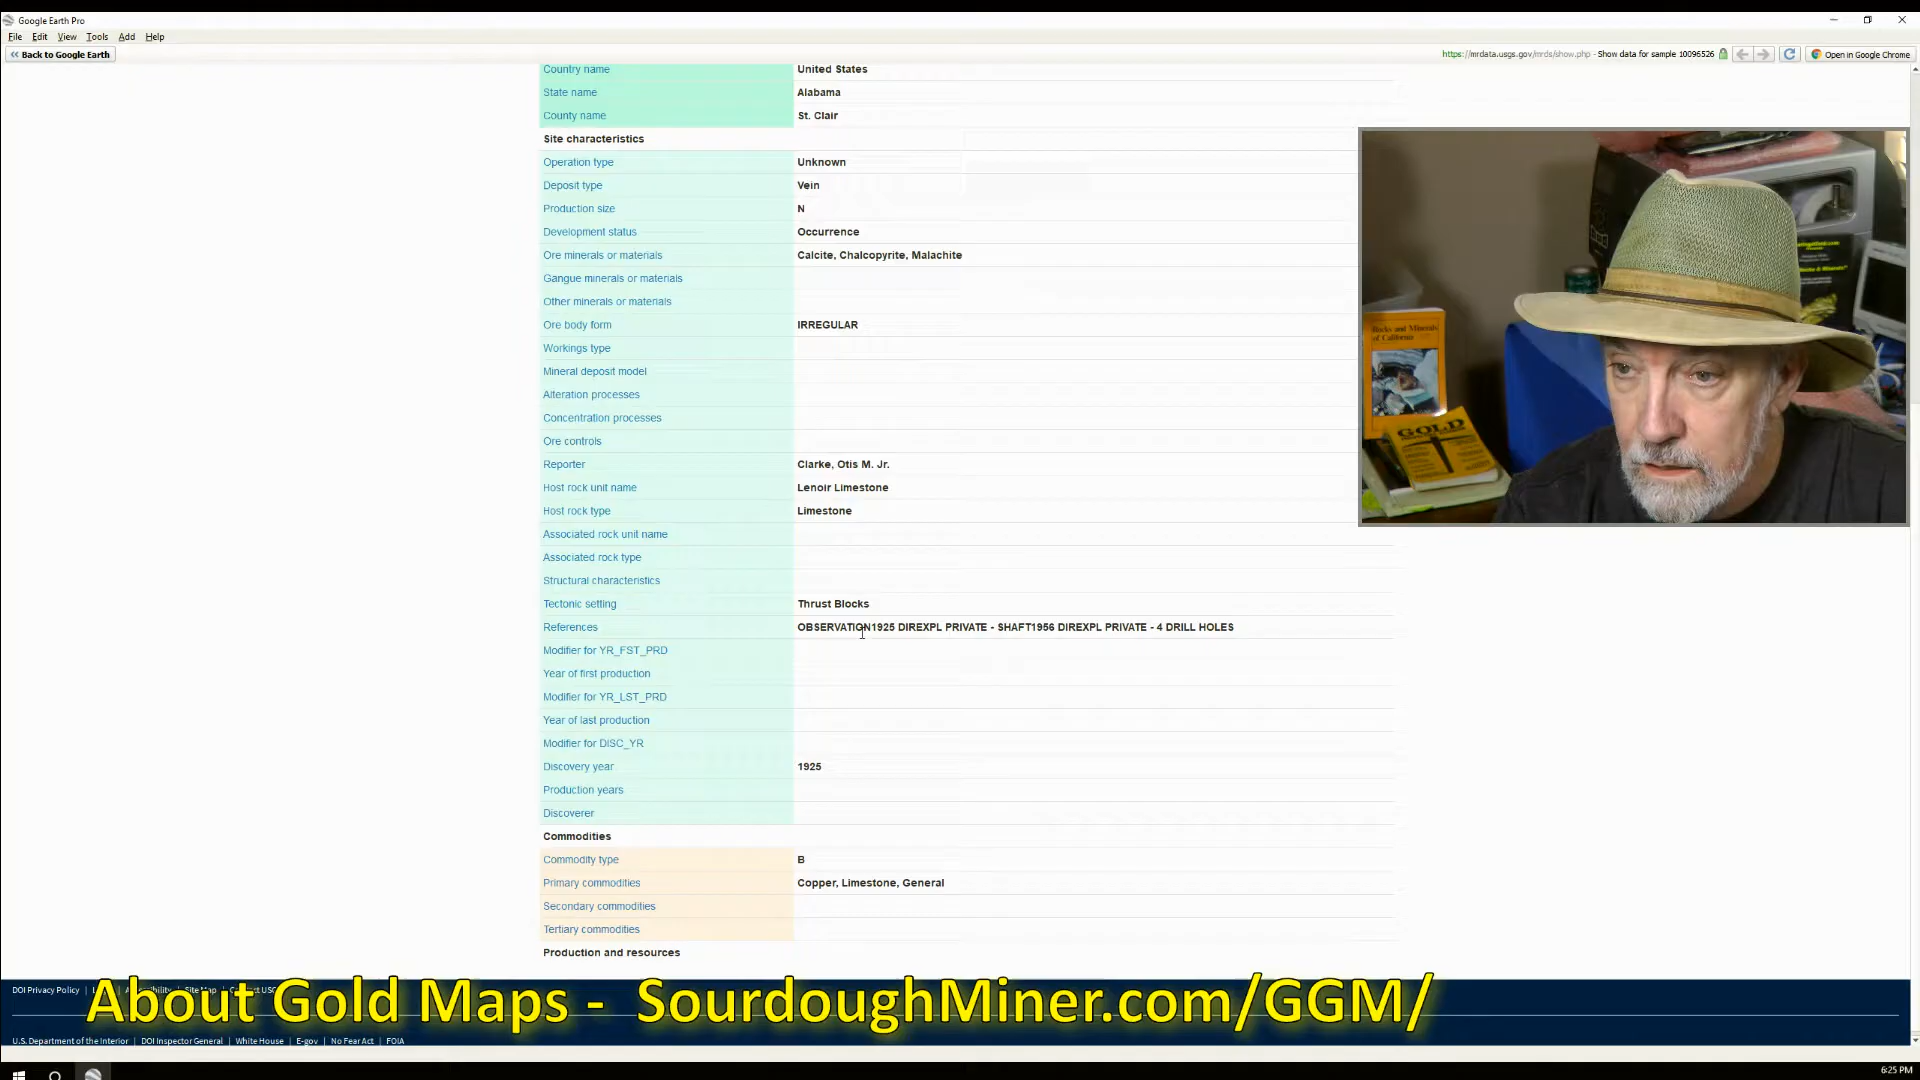 Google Earth Pro
File Edit View Tools Add Help
Back to Google Earth
https://mrdata.usgs.gov/mrds/show.php - Show data for sample 10096526
Open in Google Chrome
Country name United States
State name Alabama
County name St. Clair
Site characteristics
Operation type Unknown
Deposit type Vein
Production size N
Development status Occurrence
Ore minerals or materials Calcite, Chalcopyrite, Malachite
Gangue minerals or materials
Other minerals or materials
Ore body form IRREGULAR
Workings type
Mineral deposit model
Alteration processes
Concentration processes
Ore controls
Reporter Clarke, Otis M. Jr.
Host rock unit name Lenoir Limestone
Host rock type Limestone
Associated rock unit name
Associated rock type
Structural characteristics
Tectonic setting Thrust Blocks
References OBSERVATION1925 DIREXPL PRIVATE - SHAFT1956 DIREXPL PRIVATE - 4 DRILL HOLES
Modifier for YR_FST_PRD
Year of first production
Modifier for YR_LST_PRD
Year of last production
Modifier for DISC_YR
Discovery year 1925
Production years
Discoverer
Commodities
Commodity type B
Primary commodities Copper, Limestone, General
Secondary commodities
Tertiary commodities
Production and resources
Rocks and Minerals
of California
GOLD
DOI Privacy Policy
About Gold Maps - SourdoughMiner.com/GGM/
U.S. Department of the Interior DOI Inspector General White House E-gov No Fear Act FOIA
6:25 PM